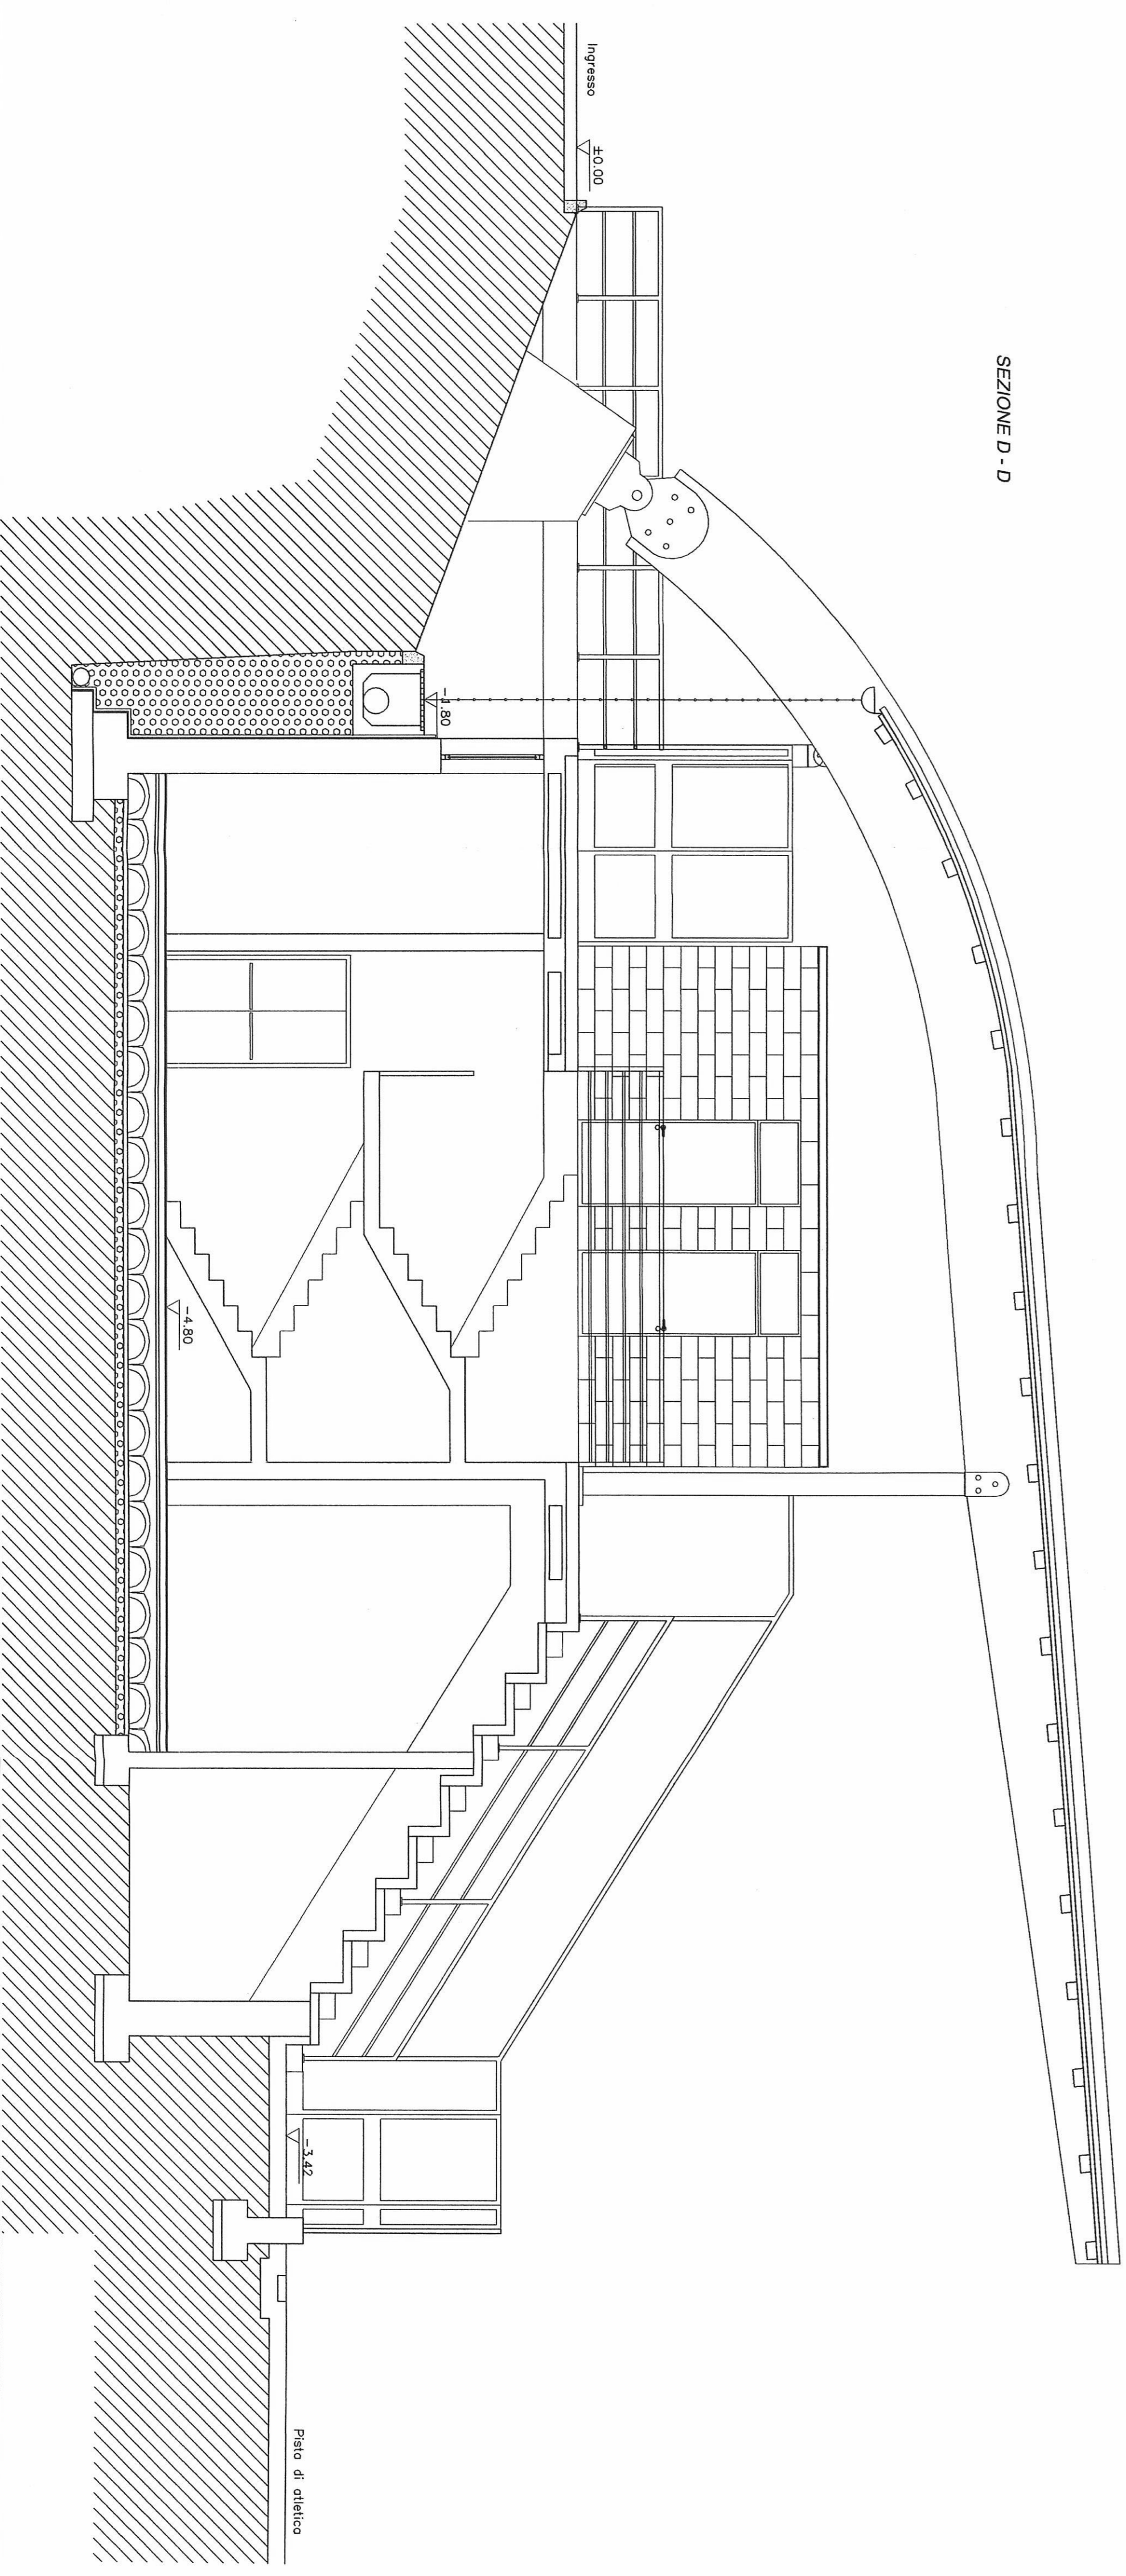 SEZIONE D - D
Ingresso
±0.00
-1.80
-4.80
-3.42
Pista di atletica